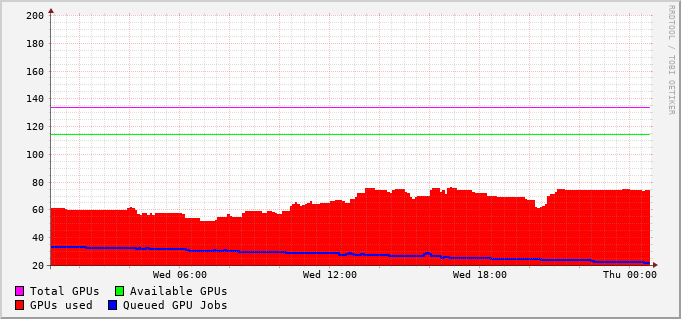 200
180
160
140
120
100
80
60
40
20
Wed 06:00 Wed 12:00 Wed 18:00 Thu 00:00
Total GPUs Available GPUs
GPUs used Queued GPU Jobs
RRDTOOL / TOBI OETIKER